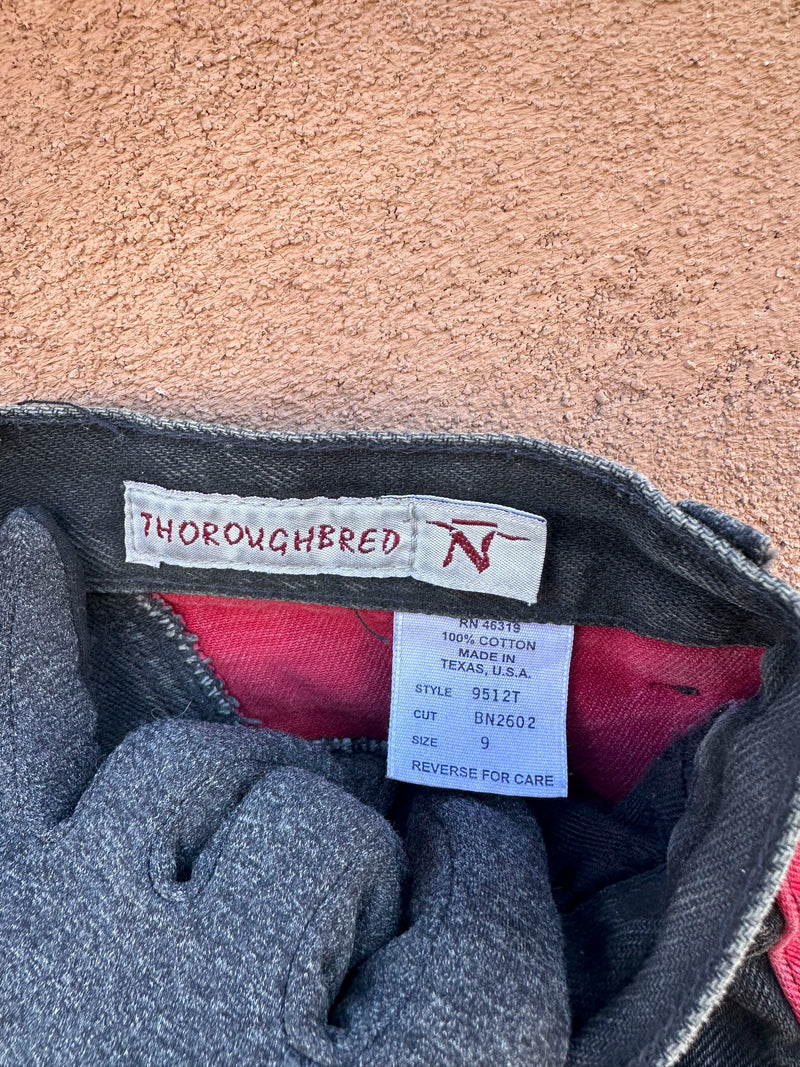 THOROUGHBRED N
RN 46319
100% COTTON
MADE IN
TEXAS, U.S.A.
STYLE 9512T
CUT BN2602
SIZE 9
REVERSE FOR CARE